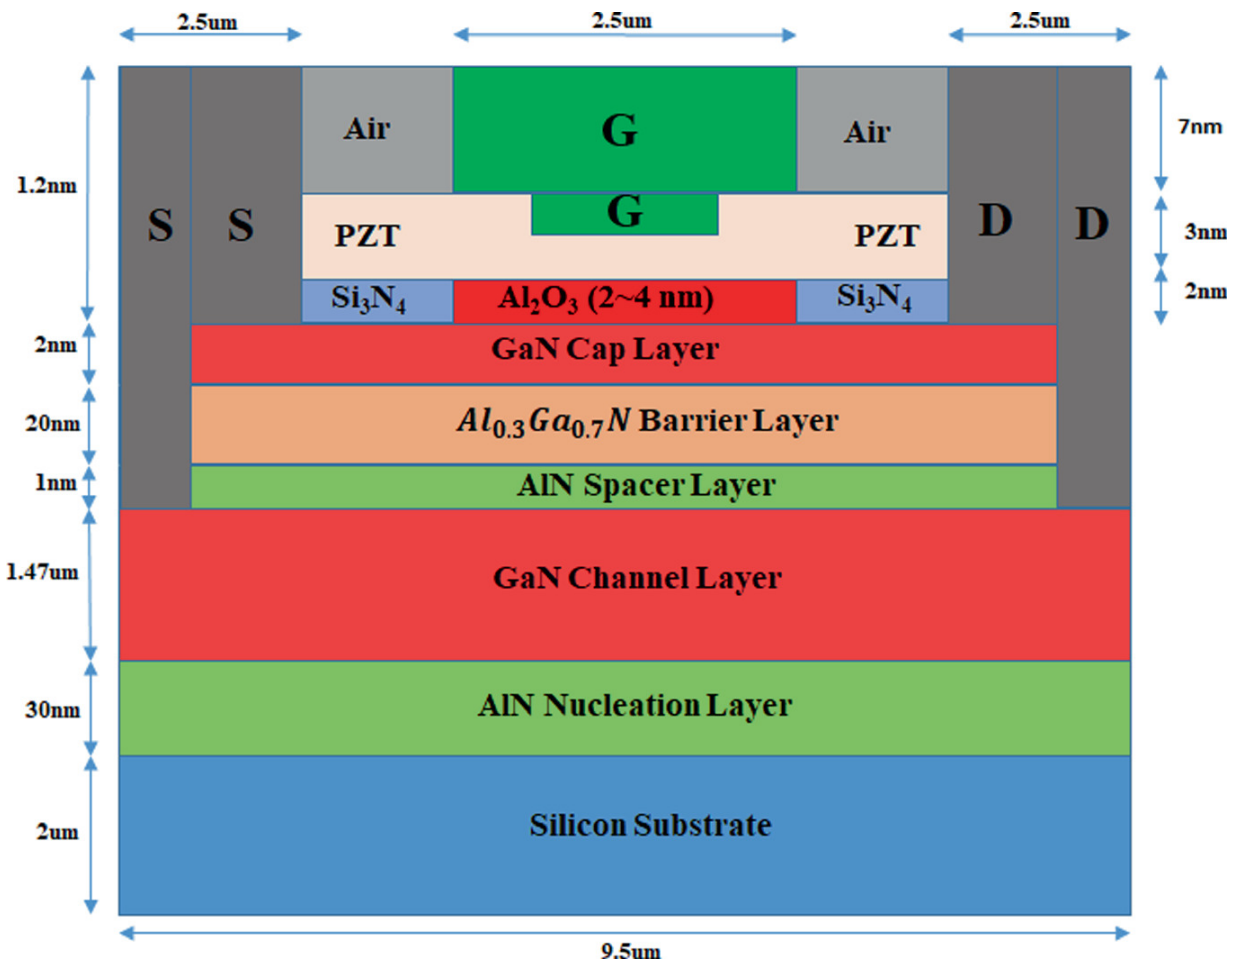 2.5um 2.5um 2.5um
Air G Air 7nm
1.2nm
S S G D D
PZT PZT 3nm
Si₃N₄ Al₂O₃ (2~4 nm) Si₃N₄ 2nm
2nm GaN Cap Layer
20nm Al₀.₃Ga₀.₇N Barrier Layer
1nm AlN Spacer Layer
1.47um GaN Channel Layer
30nm AlN Nucleation Layer
2um Silicon Substrate
9.5um